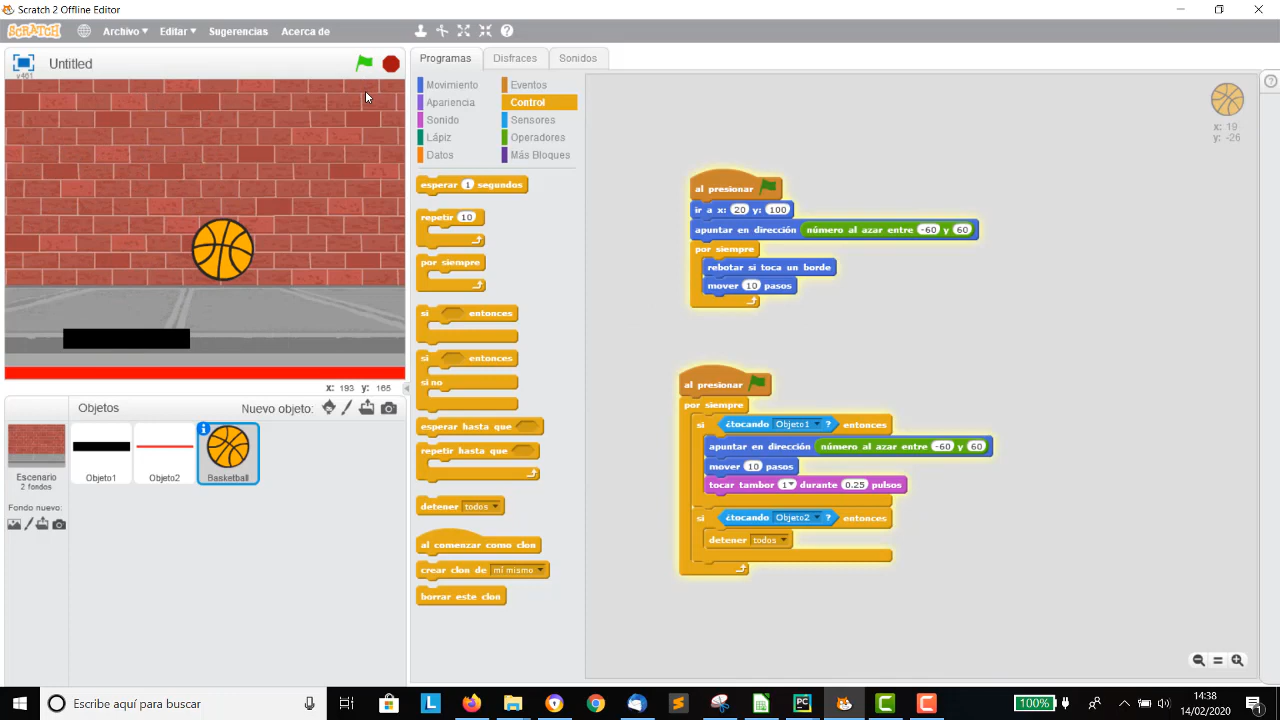 Scratch 2 Offline Editor
SCRATCH Archivo Editar Sugerencias Acerca de
Untitled
y461
Programas Disfraces Sonidos
Movimiento Eventos
Apariencia Control
Sonido Sensores
Lápiz Operadores
Datos Más Bloques
esperar 1 segundos
repetir 10
por siempre
si entonces
si entonces
si no
esperar hasta que
repetir hasta que
detener todos
al comenzar como clon
crear clon de mí mismo
borrar este clon
x: 193 y: 165
Objetos Nuevo objeto:
Escenario
2 fondos
Objeto1 Objeto2 Basketball
Fondo nuevo:
x: 19
y: -26
al presionar
ir a x: 20 y: 100
apuntar en dirección número al azar entre -60 y 60
por siempre
rebotar si toca un borde
mover 10 pasos
al presionar
por siempre
si ¿tocando Objeto1 ? entonces
apuntar en dirección número al azar entre -60 y 60
mover 10 pasos
tocar tambor 1 durante 0.25 pulsos
si ¿tocando Objeto2 ? entonces
detener todos
Escribe aquí para buscar
L
PC
C
C
100%
14:38
14/02/2020